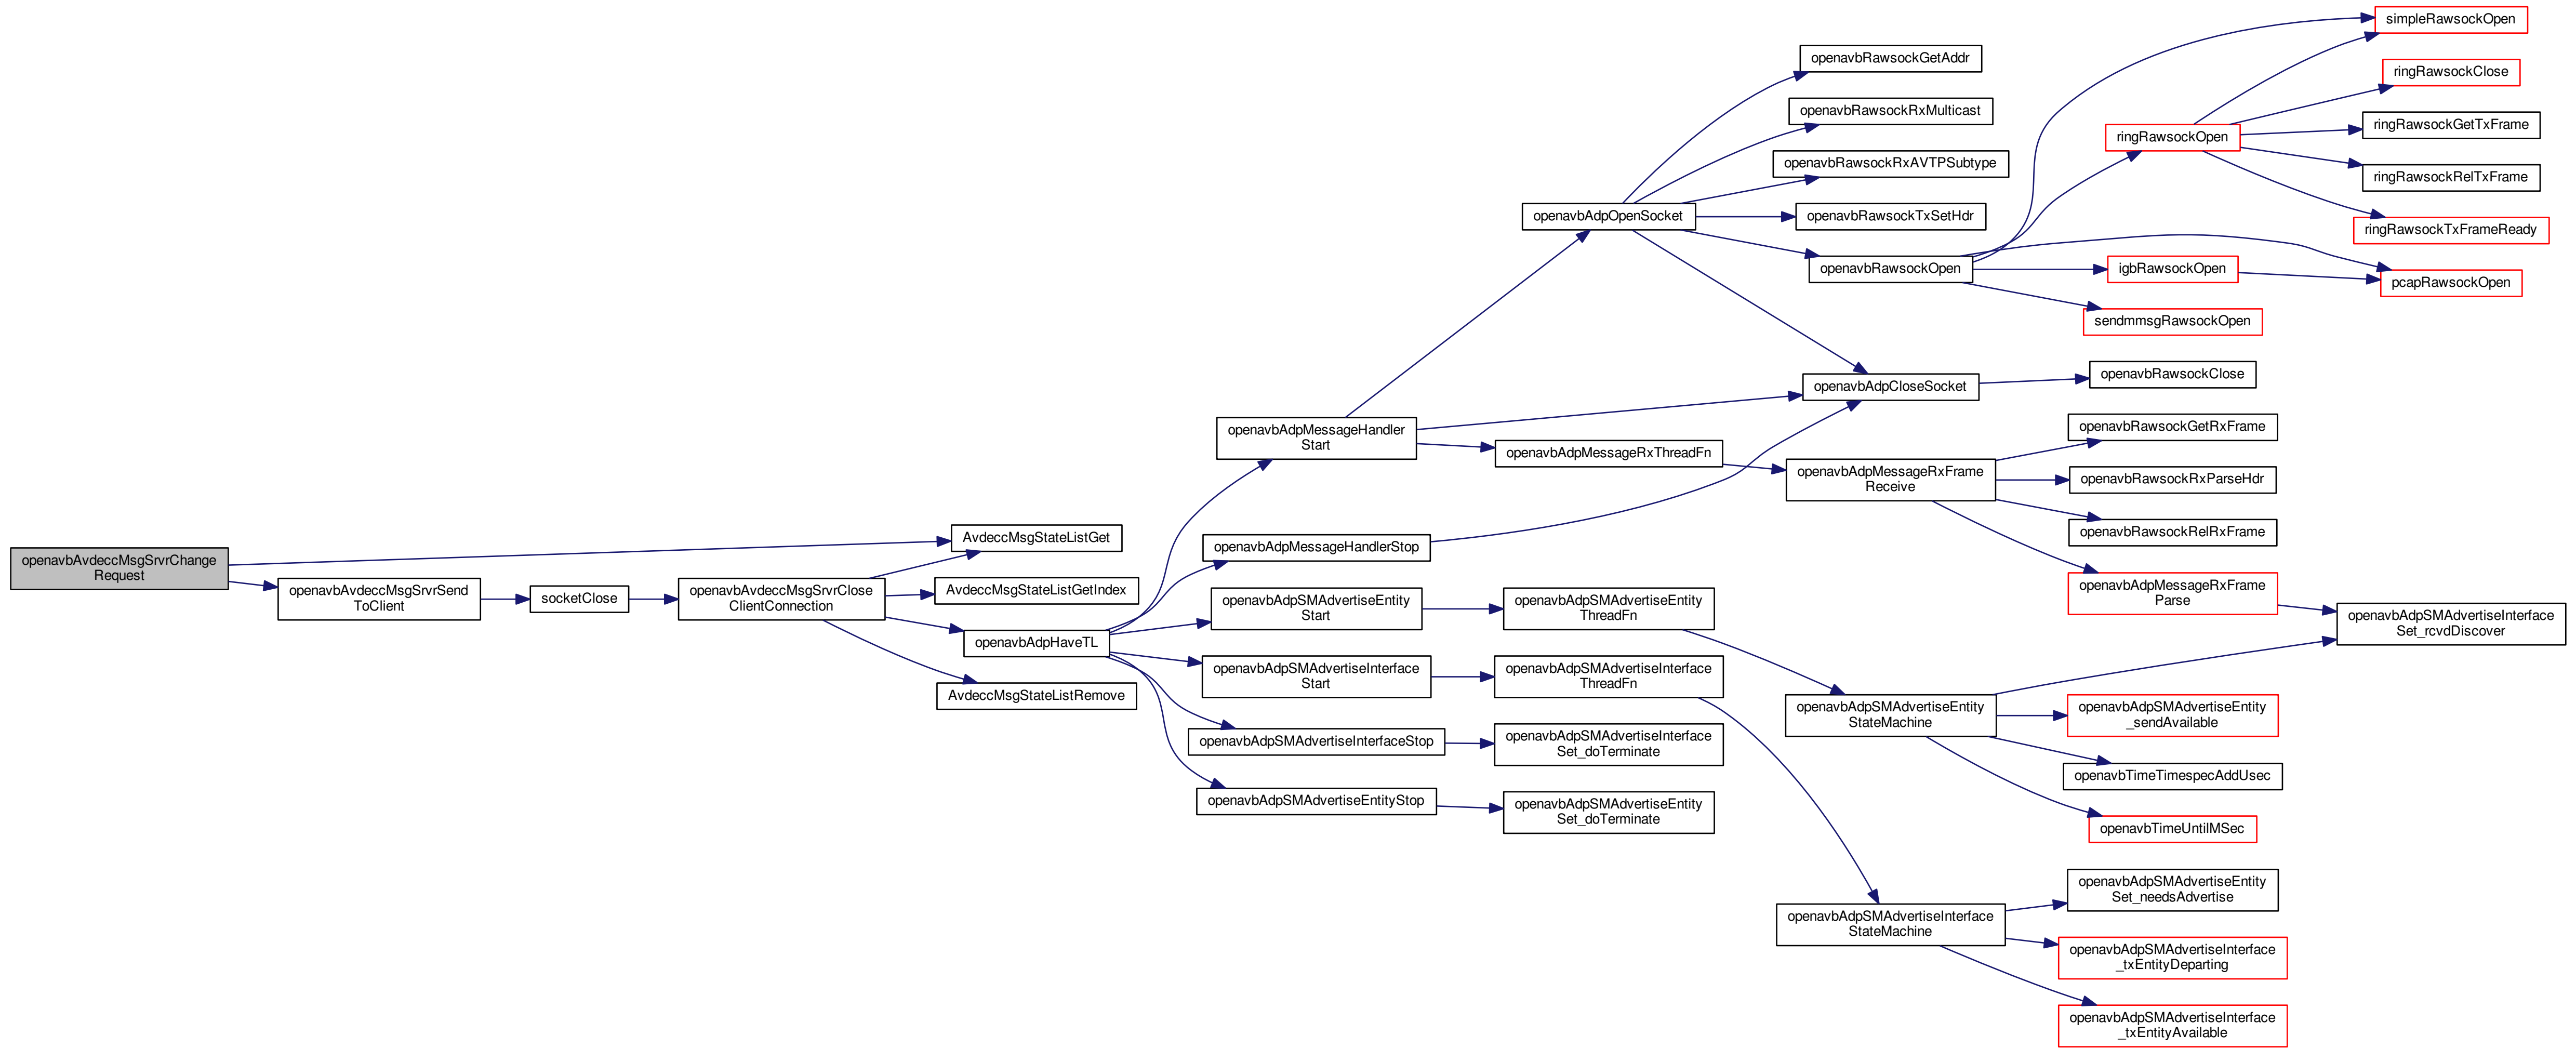 openavbAvdeccMsgSrvrChange
Request
AvdeccMsgStateListGet
openavbAvdeccMsgSrvrSend
ToClient
socketClose
openavbAvdeccMsgSrvrClose
ClientConnection
AvdeccMsgStateListGetIndex
openavbAdpHaveTL
AvdeccMsgStateListRemove
openavbAdpMessageHandler
Start
openavbAdpMessageHandlerStop
openavbAdpSMAdvertiseEntity
Start
openavbAdpSMAdvertiseInterface
Start
openavbAdpSMAdvertiseInterfaceStop
openavbAdpSMAdvertiseEntityStop
openavbAdpOpenSocket
openavbAdpMessageRxThreadFn
openavbAdpSMAdvertiseEntity
ThreadFn
openavbAdpSMAdvertiseInterface
ThreadFn
openavbAdpSMAdvertiseInterface
Set_doTerminate
openavbAdpSMAdvertiseEntity
Set_doTerminate
openavbRawsockGetAddr
openavbRawsockRxMulticast
openavbRawsockRxAVTPSubtype
openavbRawsockTxSetHdr
openavbRawsockOpen
openavbAdpCloseSocket
openavbAdpMessageRxFrame
Receive
openavbAdpSMAdvertiseEntity
StateMachine
openavbAdpSMAdvertiseInterface
StateMachine
ringRawsockOpen
igbRawsockOpen
sendmmsgRawsockOpen
openavbRawsockClose
openavbRawsockGetRxFrame
openavbRawsockRxParseHdr
openavbRawsockRelRxFrame
openavbAdpMessageRxFrame
Parse
openavbAdpSMAdvertiseEntity
_sendAvailable
openavbTimeTimespecAddUsec
openavbTimeUntilMSec
openavbAdpSMAdvertiseEntity
Set_needsAdvertise
openavbAdpSMAdvertiseInterface
_txEntityDeparting
openavbAdpSMAdvertiseInterface
_txEntityAvailable
simpleRawsockOpen
ringRawsockClose
ringRawsockGetTxFrame
ringRawsockRelTxFrame
ringRawsockTxFrameReady
pcapRawsockOpen
openavbAdpSMAdvertiseInterface
Set_rcvdDiscover